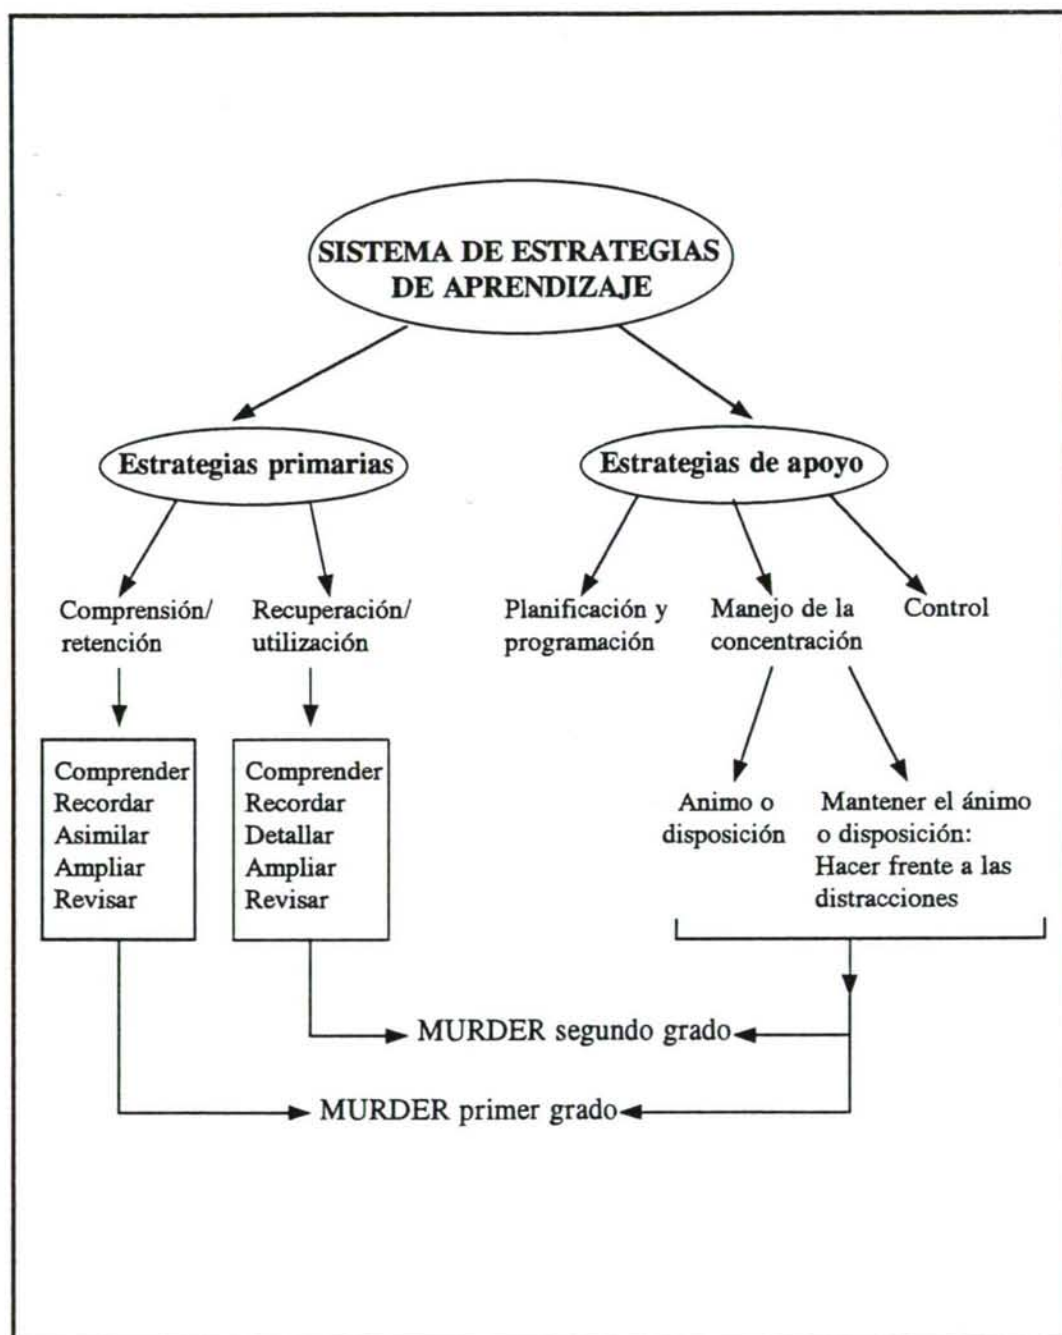 SISTEMA DE ESTRATEGIAS
DE APRENDIZAJE
Estrategias primarias
Estrategias de apoyo
Comprensión/
retención
Recuperación/
utilización
Planificación y
programación
Manejo de la
concentración
Control
Comprender
Recordar
Asimilar
Ampliar
Revisar
Comprender
Recordar
Detallar
Ampliar
Revisar
Animo o
disposición
Mantener el ánimo
o disposición:
Hacer frente a las
distracciones
MURDER segundo grado
MURDER primer grado